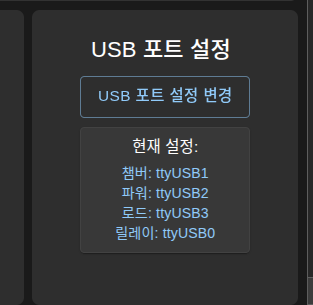 USB 포트 설정
USB 포트 설정 변경
현재 설정:
챔버: ttyUSB1
파워: ttyUSB2
로드: ttyUSB3
릴레이: ttyUSB0